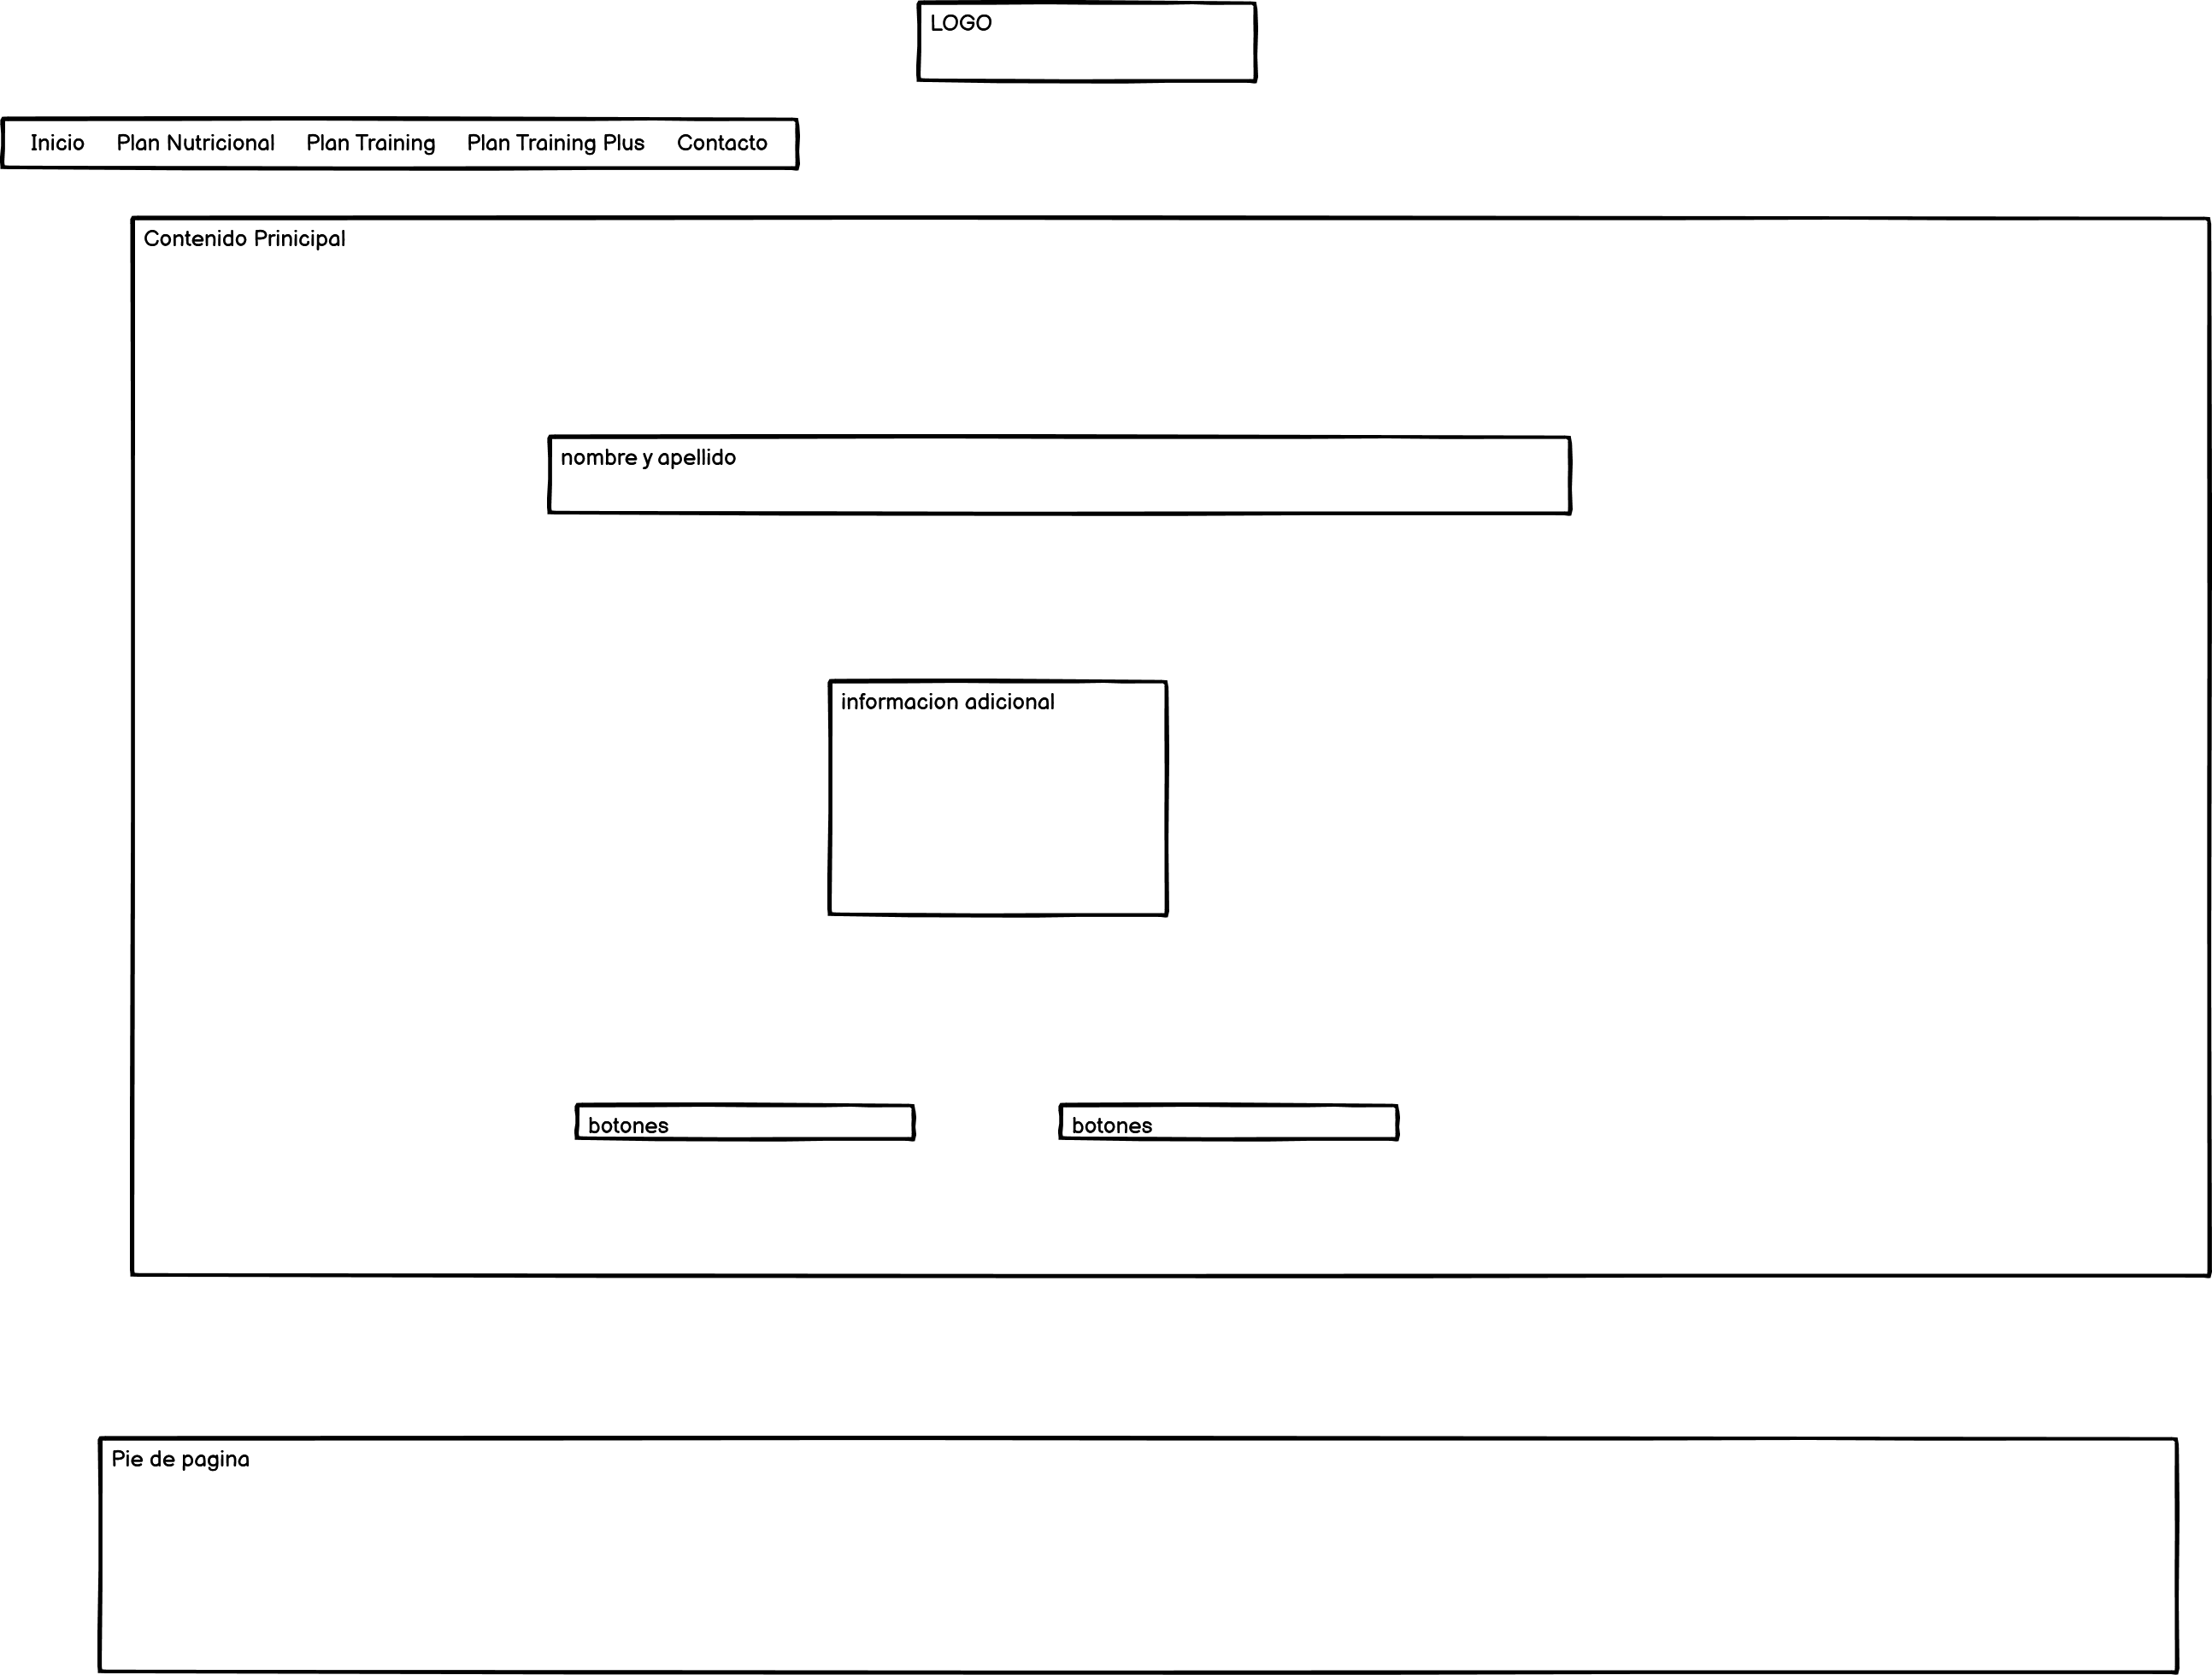 LOGO
Inicio Plan Nutricional Plan Training Plan Training Plus Contacto
Contenido Prinicipal
nombre y apellido
informacion adicional
botones botones
Pie de pagina